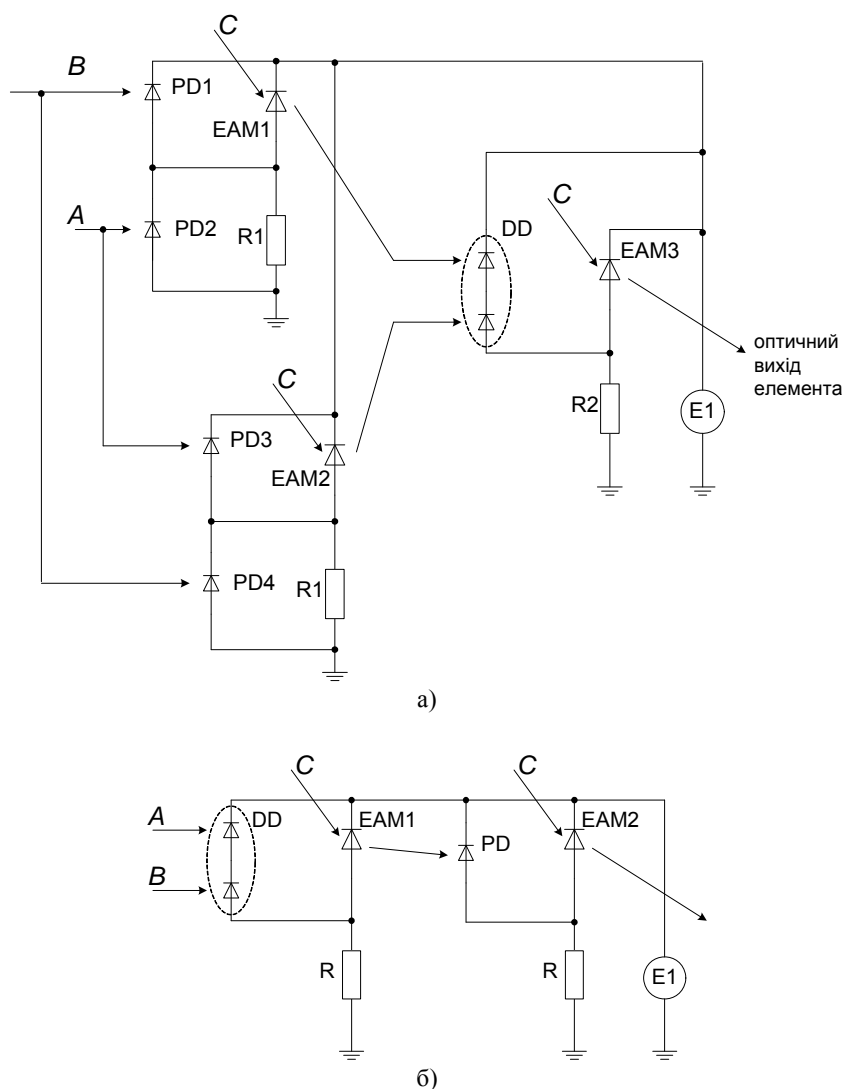 C
B
PD1
EAM1
A
PD2
R1
DD
C
EAM3
оптичний
вихід
елемента
C
R2
E1
PD3
EAM2
PD4
R1
а)
C
C
A
DD
EAM1
PD
EAM2
B
R
R
E1
б)